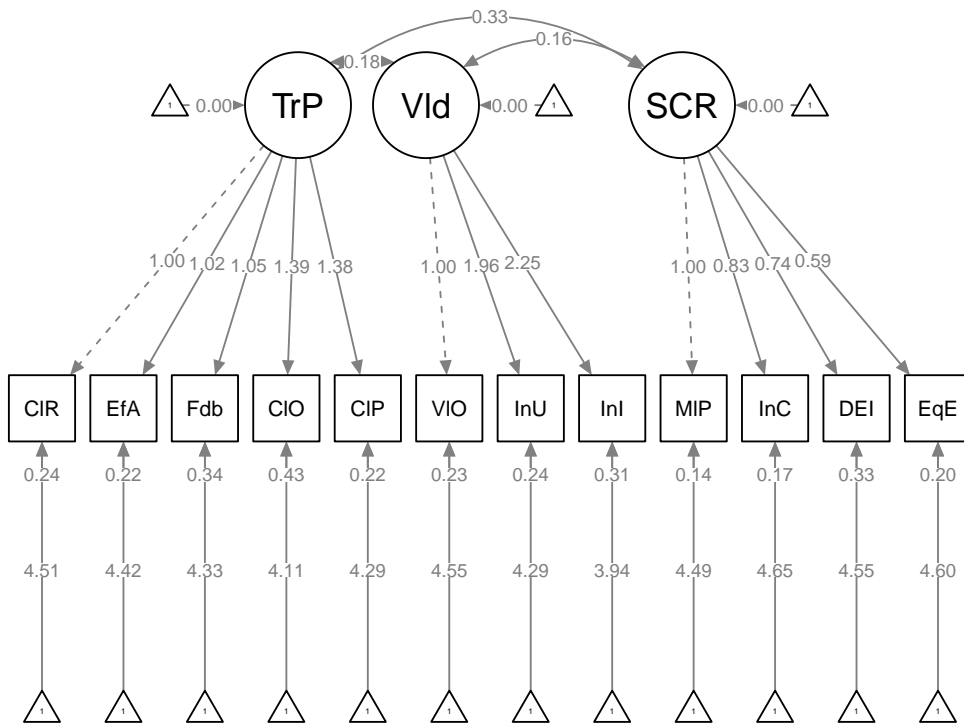 0.33
0.18
0.16
1 0.00 TrP VId 0.00 1 SCR 0.00 1
1.00 1.02 1.05 1.39 1.38 1.00 1.96 2.25 1.00 0.83 0.74 0.59
CIR EfA Fdb ClO ClP VIO InU InI MIP InC DEI EqE
0.24 0.22 0.34 0.43 0.22 0.23 0.24 0.31 0.14 0.17 0.33 0.20
4.51 4.42 4.33 4.11 4.29 4.55 4.29 3.94 4.49 4.65 4.55 4.60
1 1 1 1 1 1 1 1 1 1 1 1